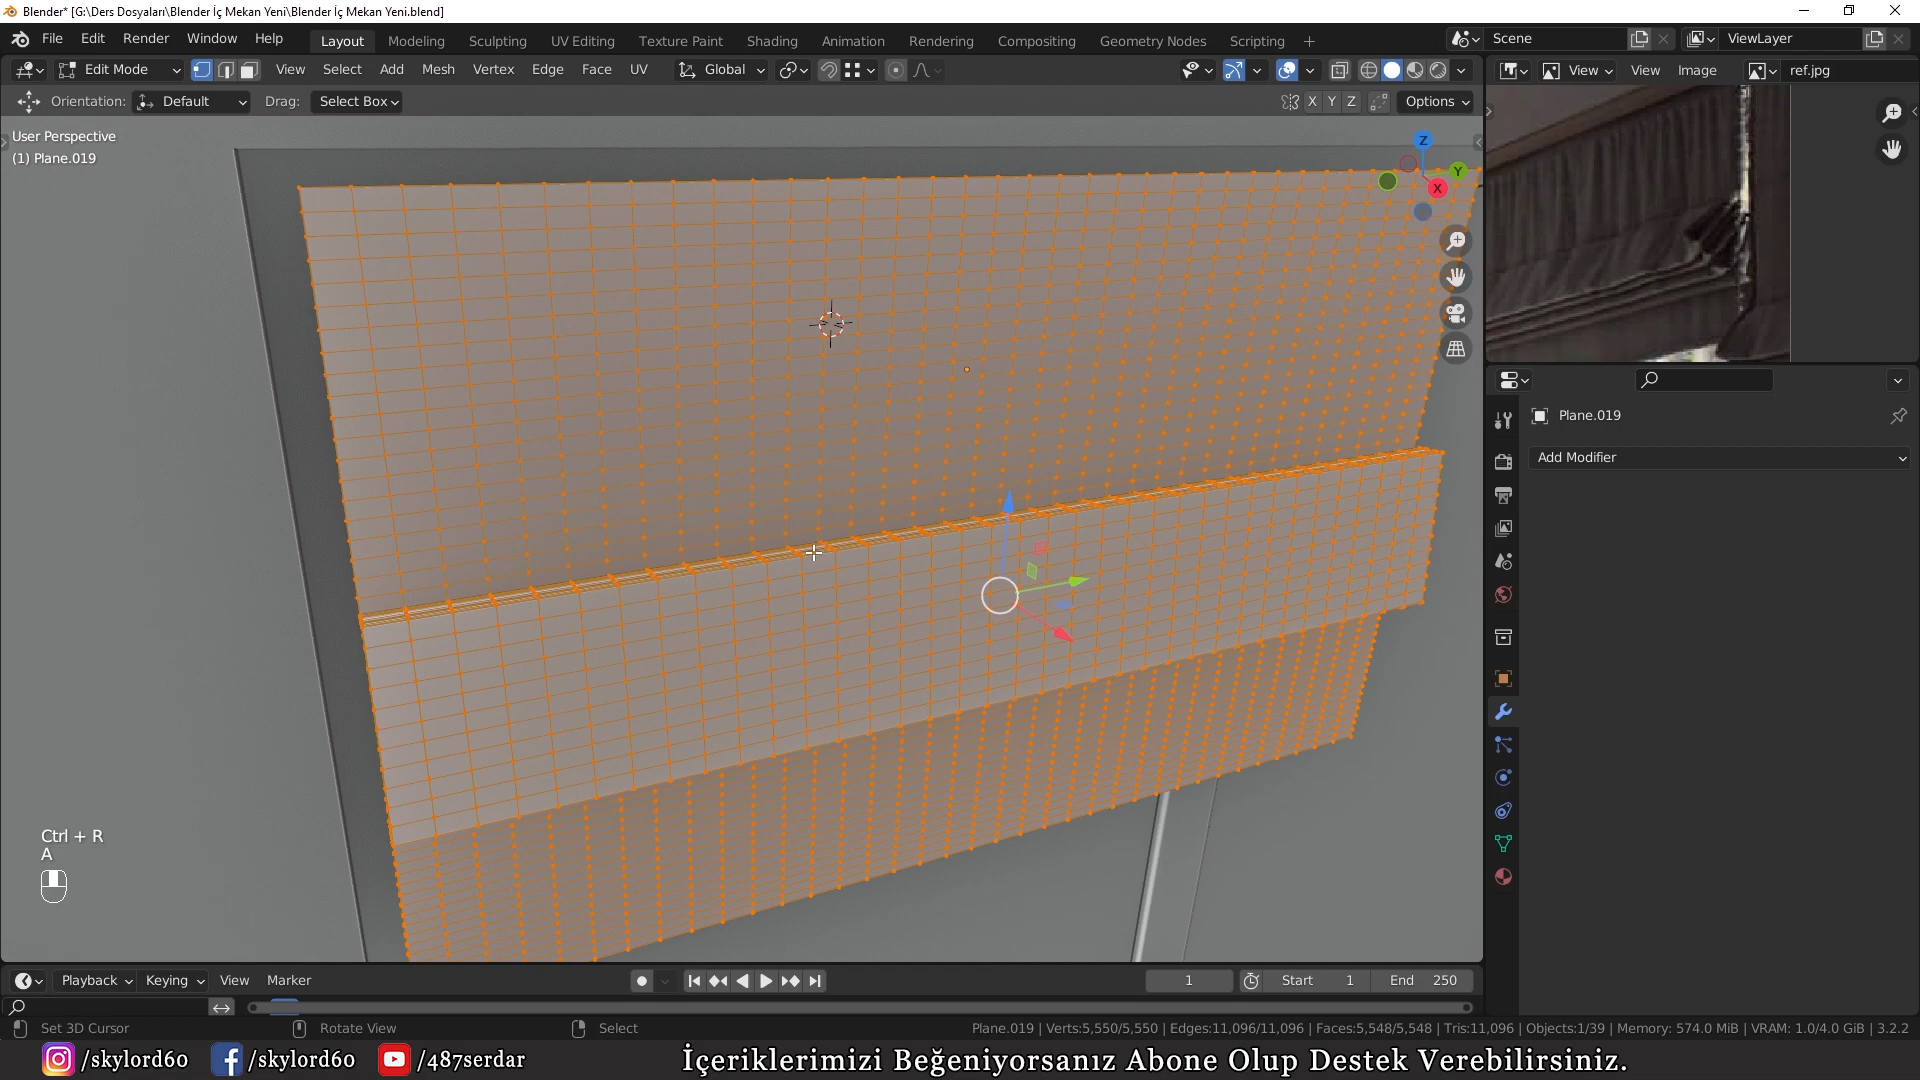 Blender* [G:\Ders Dosyaları\Blender İç Mekan Yeni\Blender İç Mekan Yeni.blend]
File Edit Render Window Help Layout Modeling Sculpting UV Editing Texture Paint Shading Animation Rendering Compositing Geometry Nodes Scripting + Scene ViewLayer
Edit Mode View Select Add Mesh Vertex Edge Face UV Global View View Image ref.jpg
Orientation: Default Drag: Select Box X Y Z Options
User Perspective
(1) Plane.019
Z
Y
X
Plane.019
Add Modifier
Ctrl + R
A
Playback Keying View Marker 1 Start 1 End 250
Set 3D Cursor Rotate View Select Plane.019 | Verts:5,550/5,550 | Edges:11,096/11,096 | Faces:5,548/5,548 | Tris:11,096 | Objects:1/39 | Memory: 574.0 MiB | VRAM: 1.0/4.0 GiB | 3.2.2
/skylord60 /skylord60 /487serdar İçeriklerimizi Beğeniyorsanız Abone Olup Destek Verebilirsiniz.